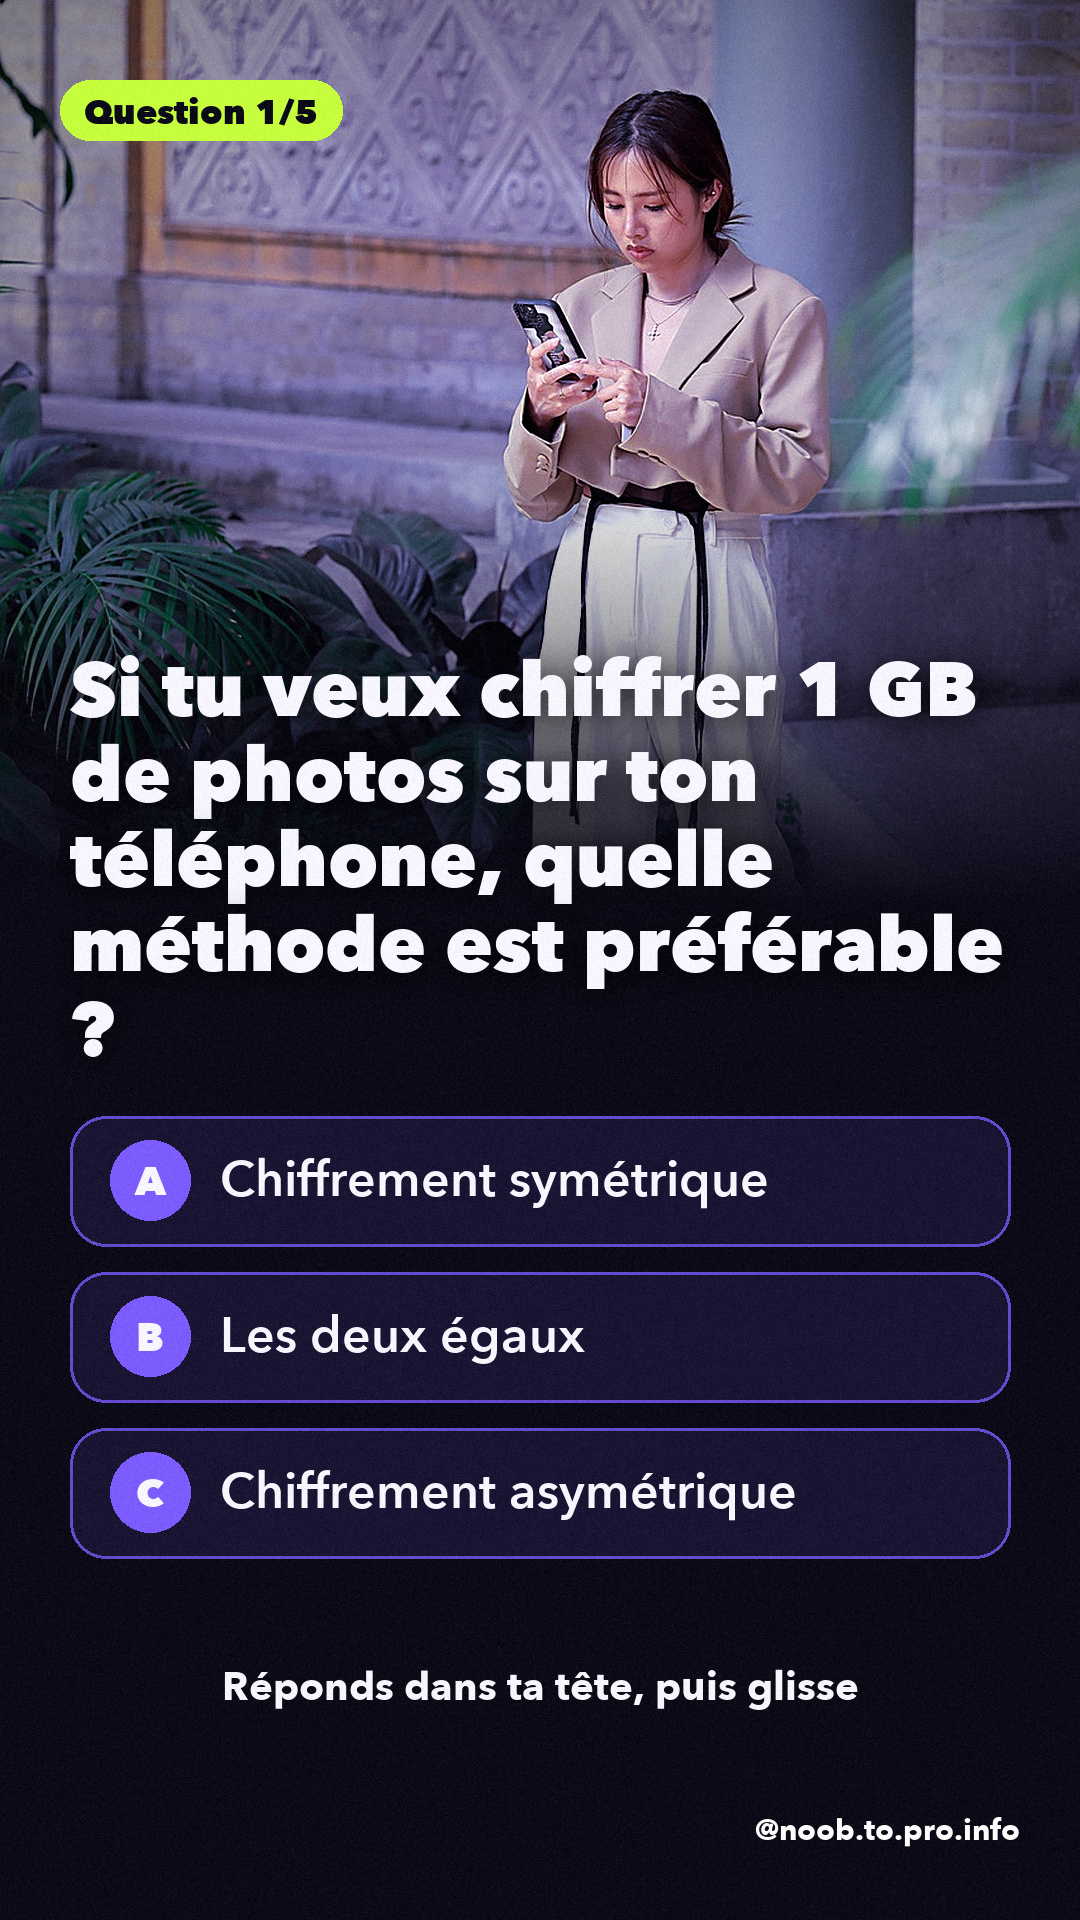 Question 1/5
Si tu veux chiffrer 1 GB
de photos sur ton
téléphone, quelle
méthode est préférable
?
A Chiffrement symétrique
B Les deux égaux
C Chiffrement asymétrique
Réponds dans ta tête, puis glisse
@noob.to.pro.info